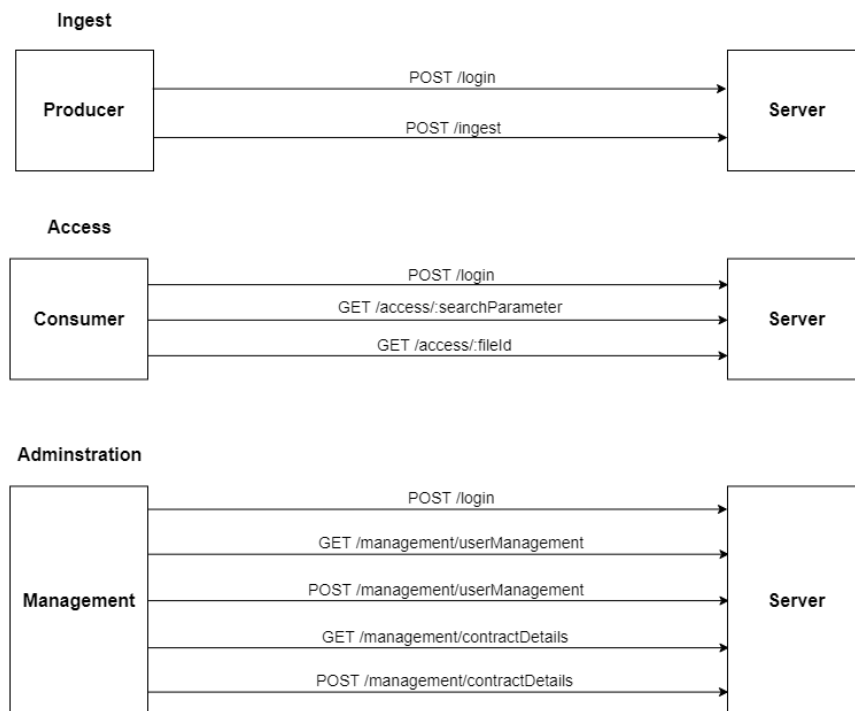 Ingest
POST /login
Producer
Server
POST /ingest
Access
POST /login
GET /access/:searchParameter
Consumer
Server
GET /access/:fileId
Adminstration
POST /login
GET /management/userManagement
POST /management/userManagement
Management
Server
GET /management/contractDetails
POST /management/contractDetails